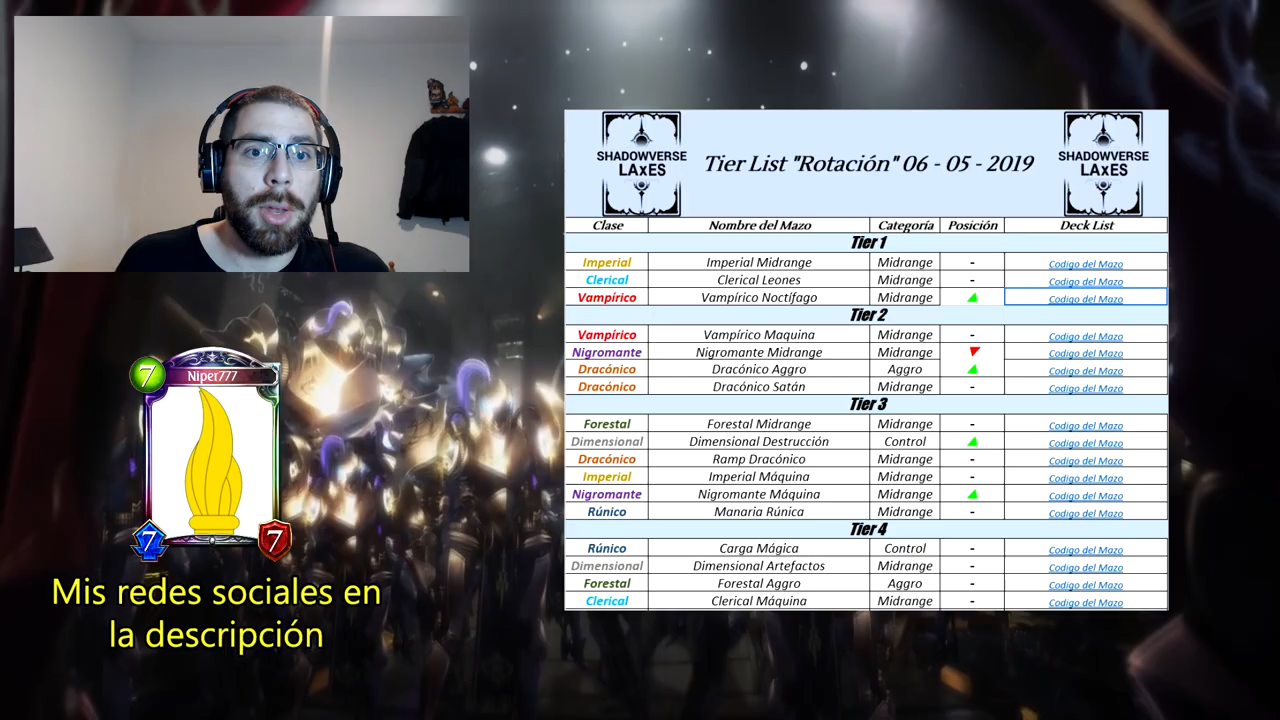 SHADOWVERSE
LAxES
Tier List "Rotación" 06 - 05 - 2019
SHADOWVERSE
LAxES
Clase Nombre del Mazo Categoría Posición Deck List
Tier 1
Imperial Imperial Midrange Midrange - Codigo del Mazo
Clerical Clerical Leones Midrange - Codigo del Mazo
Vampírico Vampírico Noctífago Midrange Codigo del Mazo
Tier 2
Vampírico Vampírico Maquina Midrange - Codigo del Mazo
Nigromante Nigromante Midrange Midrange Codigo del Mazo
Dracónico Dracónico Aggro Aggro Codigo del Mazo
Dracónico Dracónico Satán Midrange - Codigo del Mazo
Tier 3
Forestal Forestal Midrange Midrange - Codigo del Mazo
Dimensional Dimensional Destrucción Control Codigo del Mazo
Dracónico Ramp Dracónico Midrange - Codigo del Mazo
Imperial Imperial Máquina Midrange - Codigo del Mazo
Nigromante Nigromante Máquina Midrange Codigo del Mazo
Rúnico Manaria Rúnica Midrange - Codigo del Mazo
Tier 4
Rúnico Carga Mágica Control - Codigo del Mazo
Dimensional Dimensional Artefactos Midrange - Codigo del Mazo
Forestal Forestal Aggro Aggro - Codigo del Mazo
Clerical Clerical Máquina Midrange - Codigo del Mazo
7
Niper777
7
7
Mis redes sociales en
la descripción